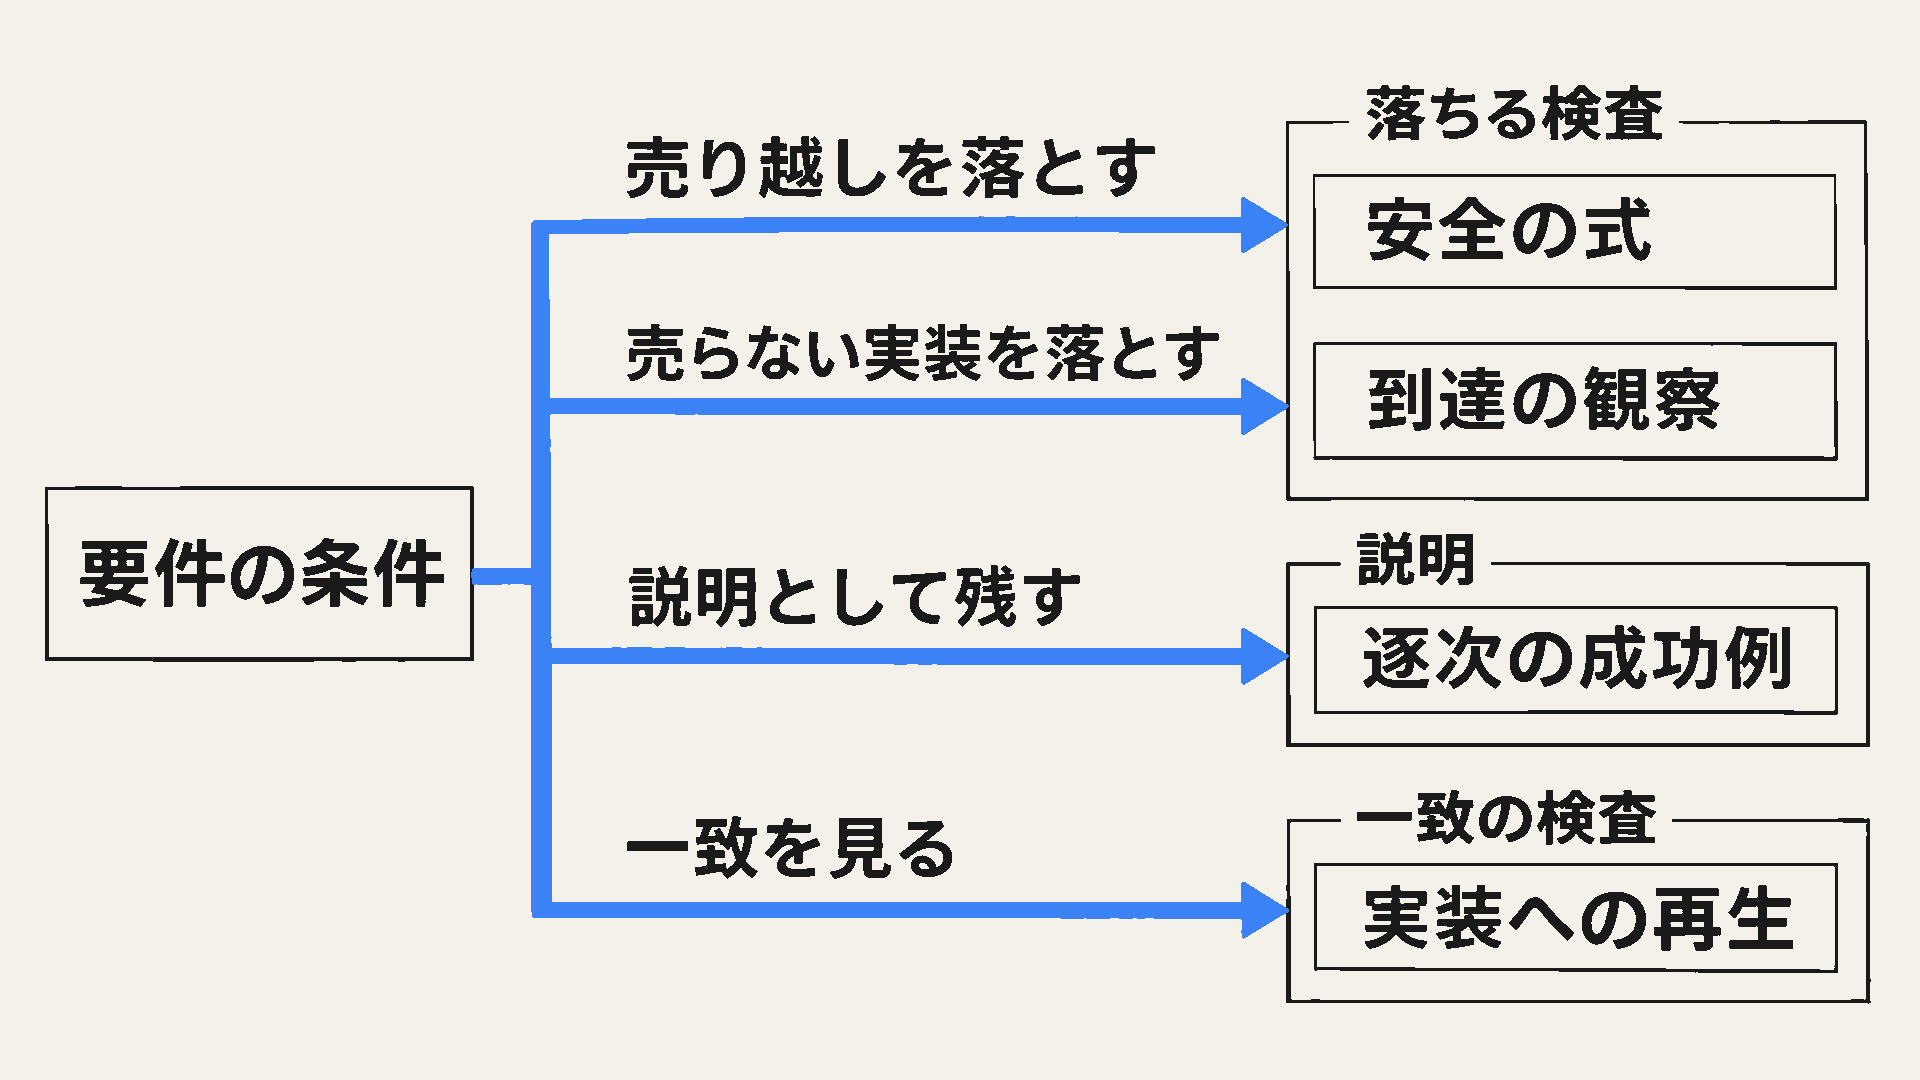 落ちる検査
売り越しを落とす
安全の式
売らない実装を落とす
到達の観察
要件の条件
説明
説明として残す
逐次の成功例
一致の検査
一致を見る
実装への再生